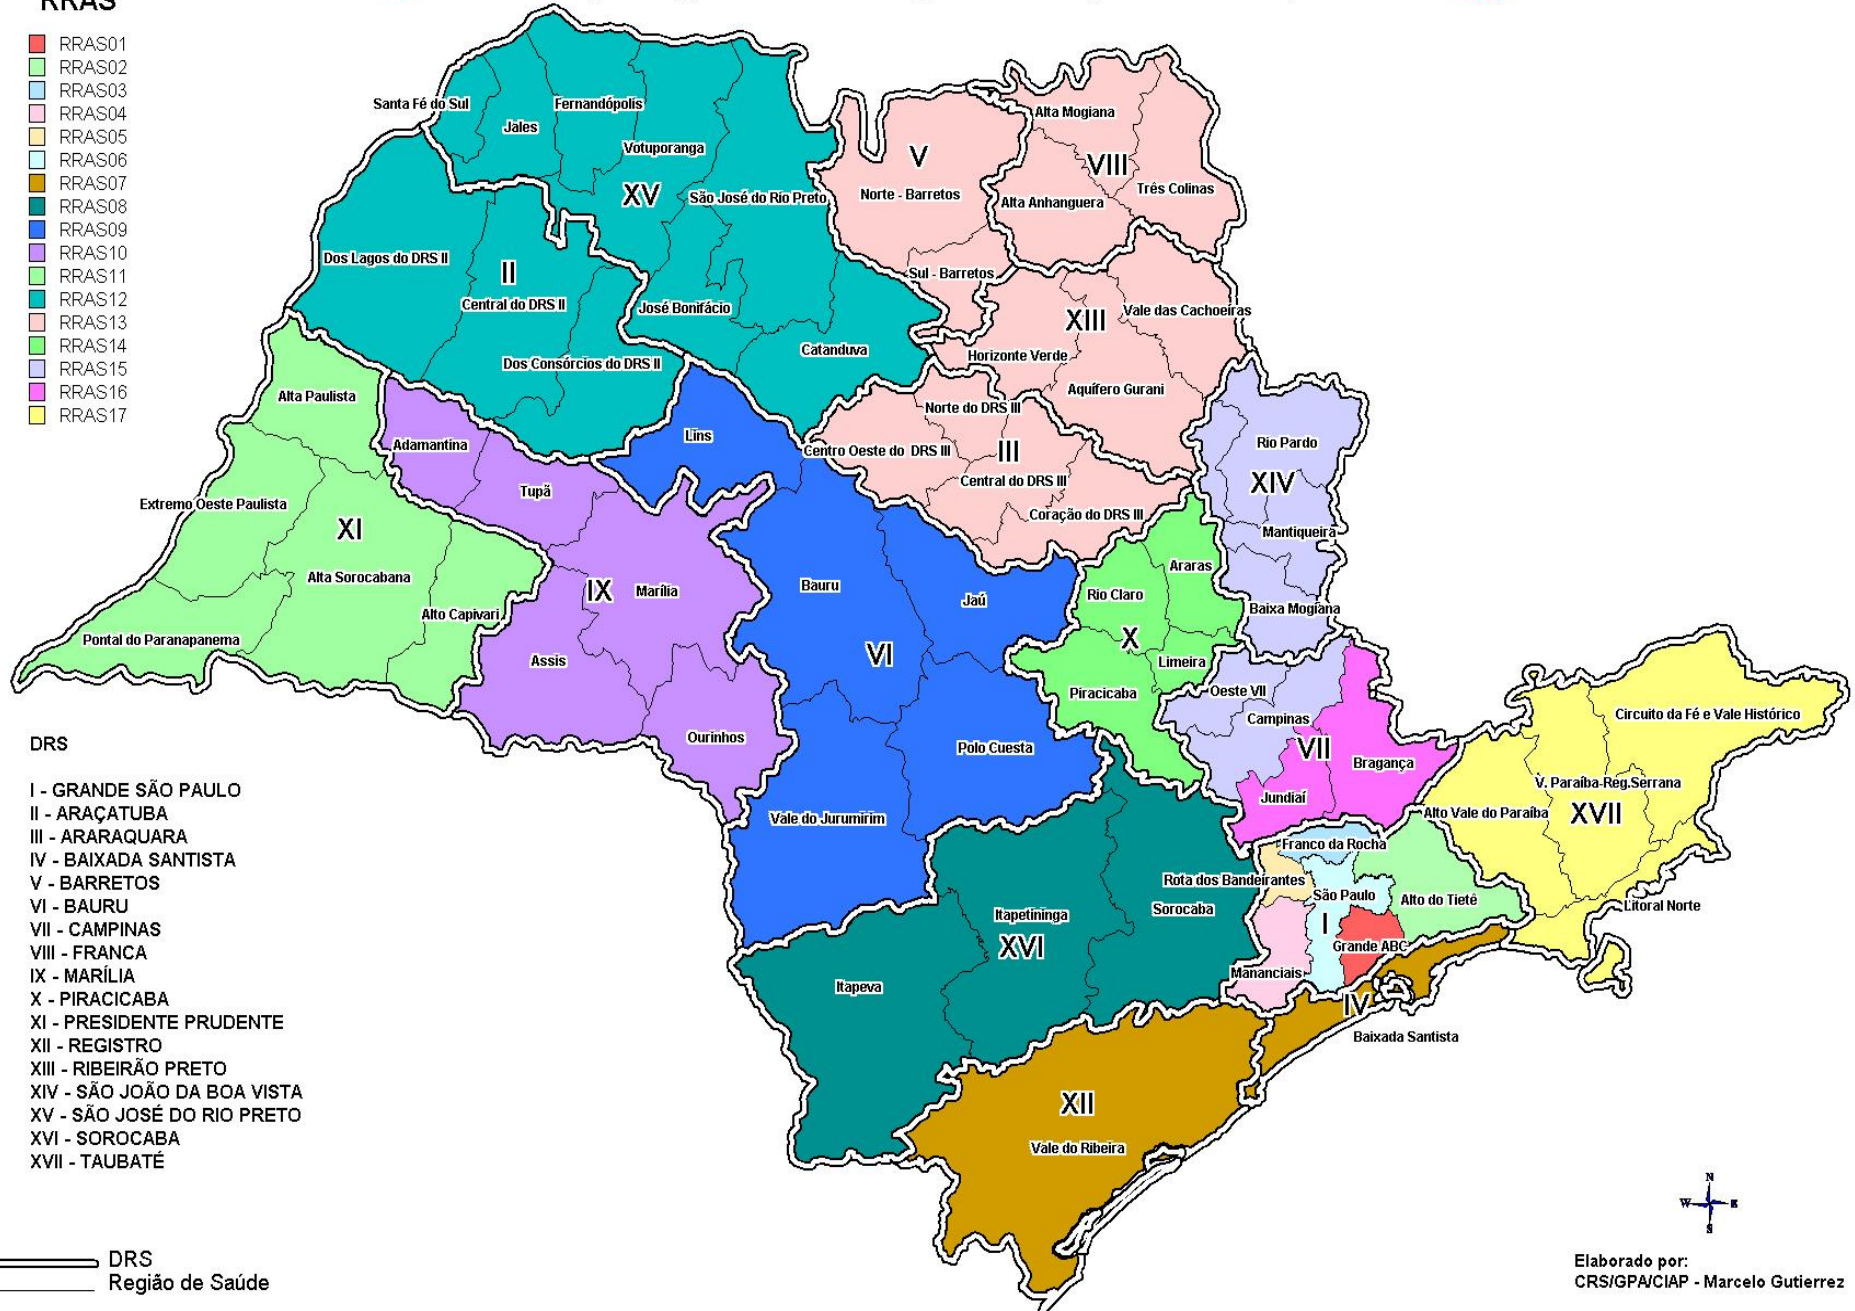 RRAS
RRAS01
RRAS02
RRAS03
RRAS04
RRAS05
RRAS06
RRAS07
RRAS08
RRAS09
RRAS10
RRAS11
RRAS12
RRAS13
RRAS14
RRAS15
RRAS16
RRAS17
Santa Fé do Sul
Jales
Fernandópolis
Votuporanga
XV
São José do Rio Preto
José Bonifácio
Catanduva
Dos Lagos do DRS II
II
Central do DRS II
Dos Consórcios do DRS II
V
Norte - Barretos
Sul - Barretos
Alta Mogiana
VIII
Três Colinas
Alta Anhanguera
XIII
Vale das Cachoeiras
Horizonte Verde
Aquífero Gurani
Norte do DRS III
Centro Oeste do DRS III
III
Central do DRS III
Coração do DRS III
Rio Pardo
XIV
Mantiqueira
Baixa Mogiana
Alta Paulista
Extremo Oeste Paulista
XI
Alta Sorocabana
Alto Capivari
Pontal do Paranapanema
Adamantina
Tupã
IX
Marília
Assis
Ourinhos
Lins
Bauru
Jaú
VI
Polo Cuesta
Vale do Jurumirim
Araras
Rio Claro
X
Limeira
Piracicaba
Oeste VII
Campinas
VII
Bragança
Jundiaí
Circuito da Fé e Vale Histórico
V. Paraíba-Reg.Serrana
Alto Vale do Paraíba
XVII
Litoral Norte
Franco da Rocha
Rota dos Bandeirantes
São Paulo
Alto do Tietê
I
Grande ABC
Mananciais
Itapetininga
Sorocaba
XVI
Itapeva
IV
Baixada Santista
XII
Vale do Ribeira
DRS
I - GRANDE SÃO PAULO
II - ARAÇATUBA
III - ARARAQUARA
IV - BAIXADA SANTISTA
V - BARRETOS
VI - BAURU
VII - CAMPINAS
VIII - FRANCA
IX - MARÍLIA
X - PIRACICABA
XI - PRESIDENTE PRUDENTE
XII - REGISTRO
XIII - RIBEIRÃO PRETO
XIV - SÃO JOÃO DA BOA VISTA
XV - SÃO JOSÉ DO RIO PRETO
XVI - SOROCABA
XVII - TAUBATÉ
DRS
Região de Saúde
N
W
E
S
Elaborado por:
CRS/GPA/CIAP - Marcelo Gutierrez